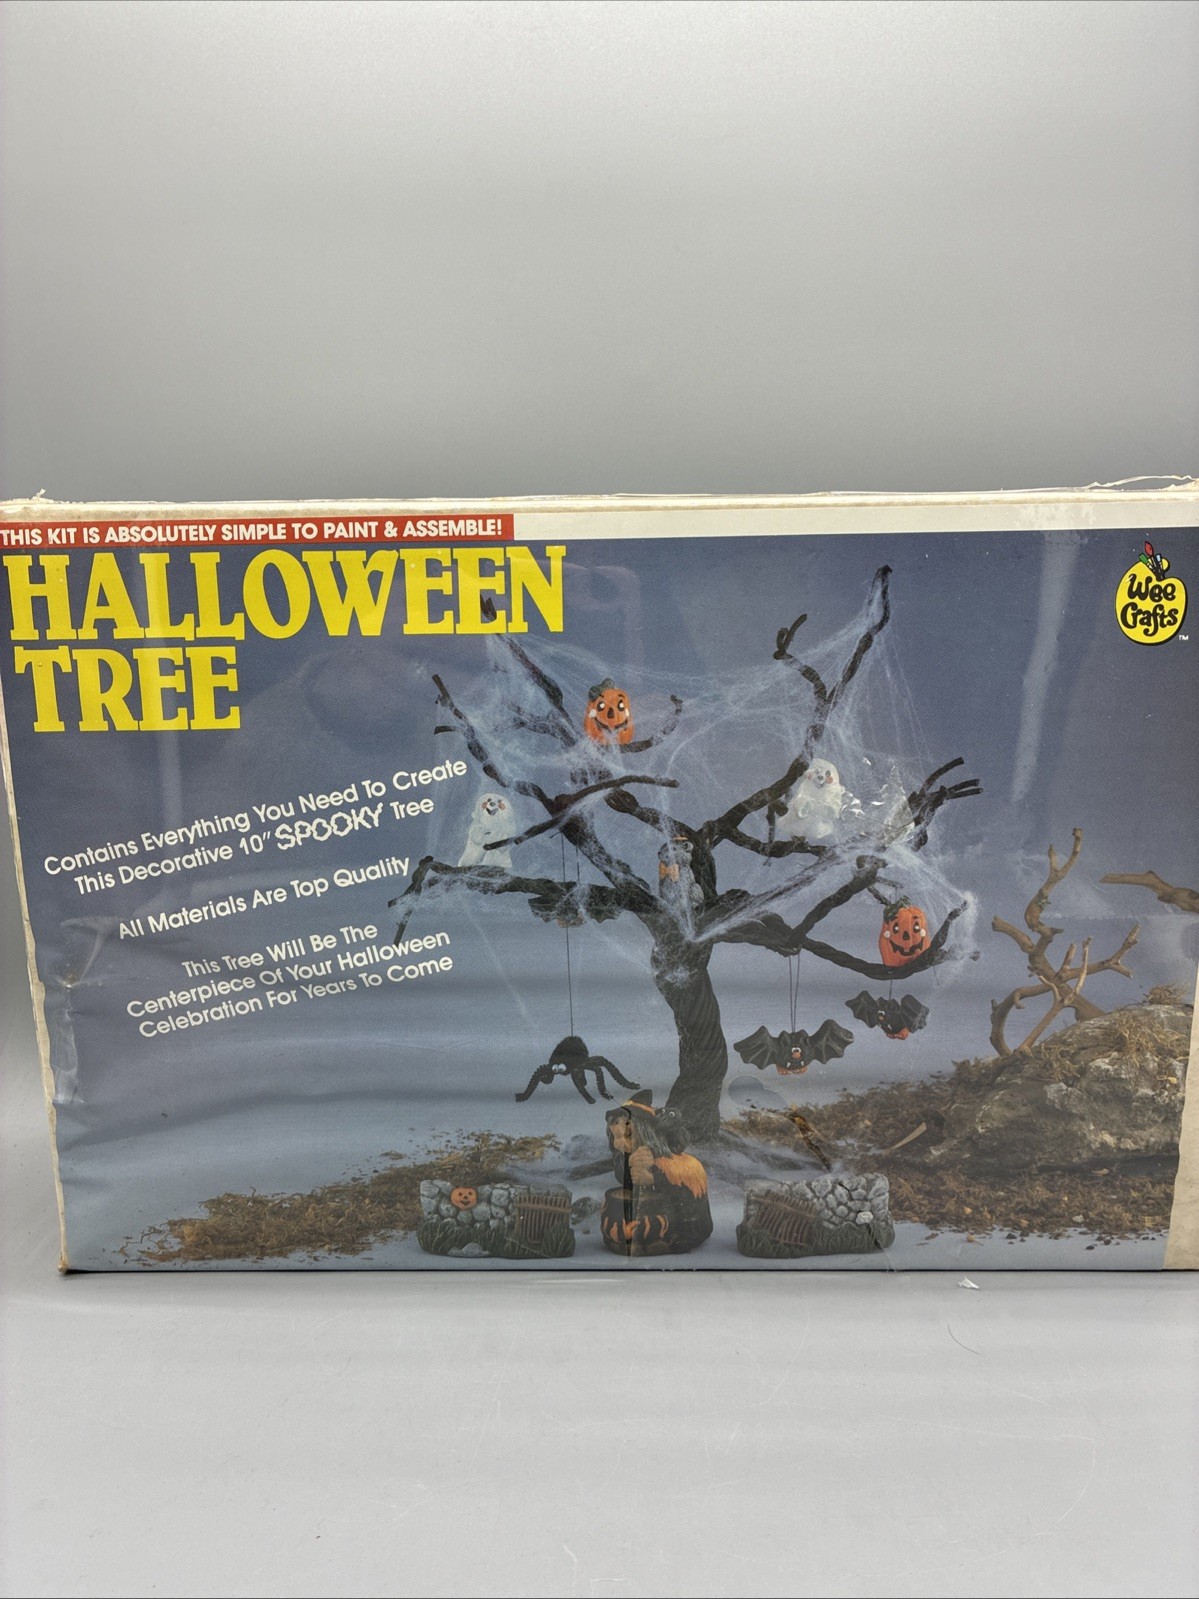 THIS KIT IS ABSOLUTELY SIMPLE TO PAINT & ASSEMBLE!
HALLOWEEN
TREE
Wee
Crafts
TM
Contains Everything You Need To Create
This Decorative 10" SPOOKY Tree
All Materials Are Top Quality
This Tree Will Be The
Centerpiece Of Your Halloween
Celebration For Years To Come